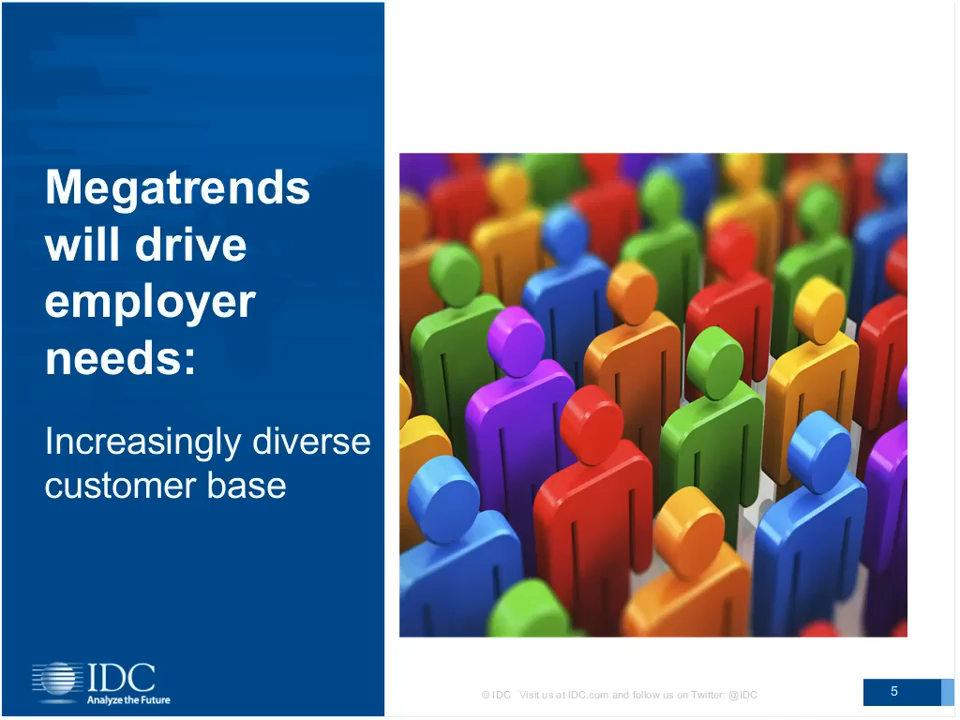 Megatrends
will drive
employer
needs:
Increasingly diverse
customer base
IDC
Analyze the Future
© IDC Visit us at IDC.com and follow us on Twitter: @IDC
5